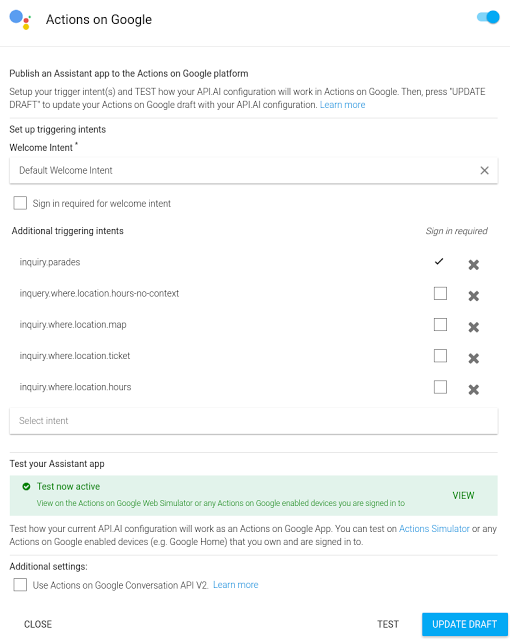 Actions on Google
Publish an Assistant app to the Actions on Google platform
Setup your trigger intent(s) and TEST how your API.AI configuration will work in Actions on Google. Then, press "UPDATE
DRAFT" to update your Actions on Google draft with your API.AI configuration. Learn more
Set up triggering intents
Welcome Intent *
Default Welcome Intent
Sign in required for welcome intent
Additional triggering intents Sign in required
inquiry.parades
inquery.where.location.hours-no-context
inquiry.where.location.map
inquiry.where.location.ticket
inquiry.where.location.hours
Select intent
Test your Assistant app
Test now active
View on the Actions on Google Web Simulator or any Actions on Google enabled devices you are signed in to
VIEW
Test how your current API.AI configuration will work as an Actions on Google App. You can test on Actions Simulator or any
Actions on Google enabled devices (e.g. Google Home) that you own and are signed in to.
Additional settings:
Use Actions on Google Conversation API V2. Learn more
CLOSE TEST UPDATE DRAFT